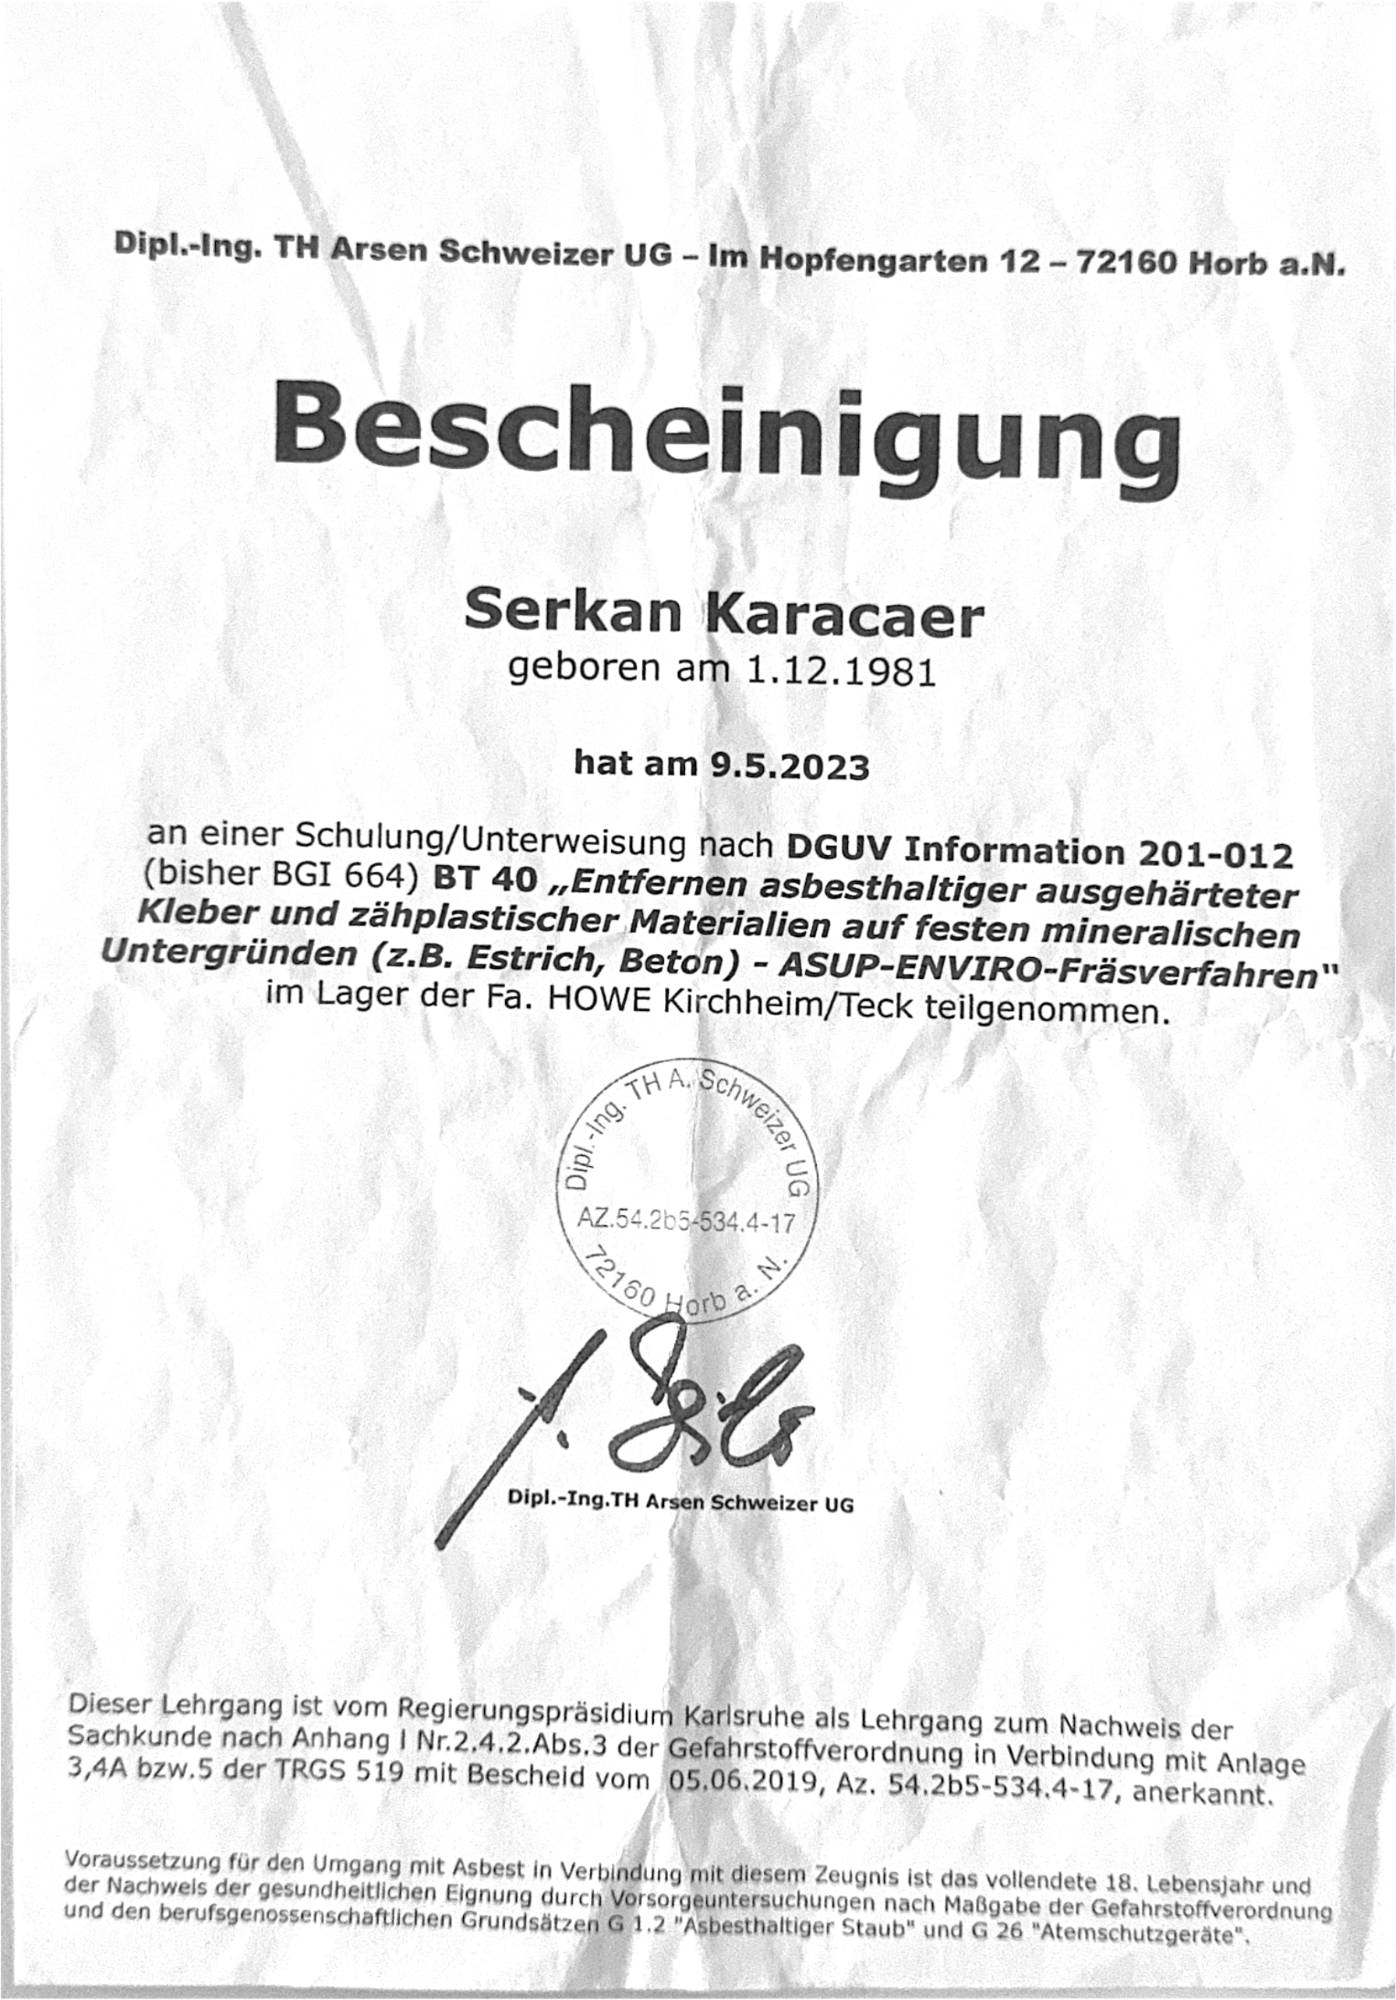 Dipl.-Ing. TH Arsen Schweizer UG – Im Hopfengarten 12 – 72160 Horb a.N.
Bescheinigung
Serkan Karacaer
geboren am 1.12.1981
hat am 9.5.2023
an einer Schulung/Unterweisung nach DGUV Information 201-012
(bisher BGI 664) BT 40 „Entfernen asbesthaltiger ausgehärteter
Kleber und zähplastischer Materialien auf festen mineralischen
Untergründen (z.B. Estrich, Beton) - ASUP-ENVIRO-Fräsverfahren"
im Lager der Fa. HOWE Kirchheim/Teck teilgenommen.
Dipl.-Ing. TH A. Schweizer UG
AZ.54.2b5-534.4-17
72160 Horb a. N.
Dipl.-Ing.TH Arsen Schweizer UG
Dieser Lehrgang ist vom Regierungspräsidium Karlsruhe als Lehrgang zum Nachweis der
Sachkunde nach Anhang I Nr.2.4.2.Abs.3 der Gefahrstoffverordnung in Verbindung mit Anlage
3,4A bzw.5 der TRGS 519 mit Bescheid vom 05.06.2019, Az. 54.2b5-534.4-17, anerkannt.
Voraussetzung für den Umgang mit Asbest in Verbindung mit diesem Zeugnis ist das vollendete 18. Lebensjahr und
der Nachweis der gesundheitlichen Eignung durch Vorsorgeuntersuchungen nach Maßgabe der Gefahrstoffverordnung
und den berufsgenossenschaftlichen Grundsätzen G 1.2 "Asbesthaltiger Staub" und G 26 "Atemschutzgeräte".